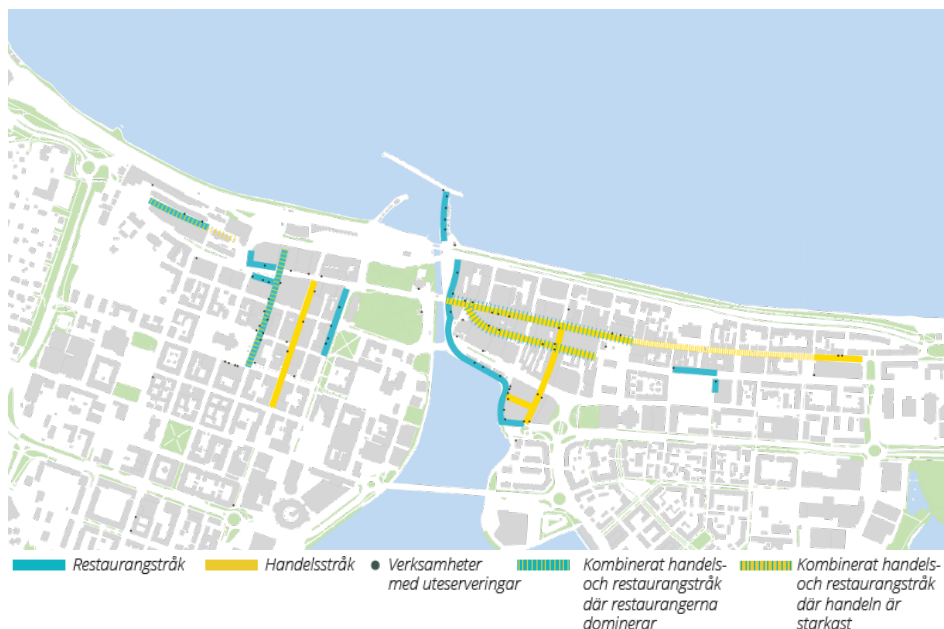 Restaurangstråk
Handelsstråk
Verksamheter
med uteserveringar
Kombinerat handels-
och restaurangstråk
där restaurangerna
dominerar
Kombinerat handels-
och restaurangstråk
där handeln är
starkast